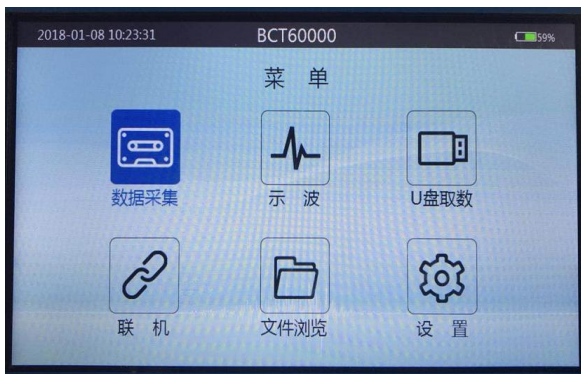 2018-01-08 10:23:31 BCT60000 59%
菜 单
数据采集 示 波 U盘取数
联 机 文件浏览 设 置